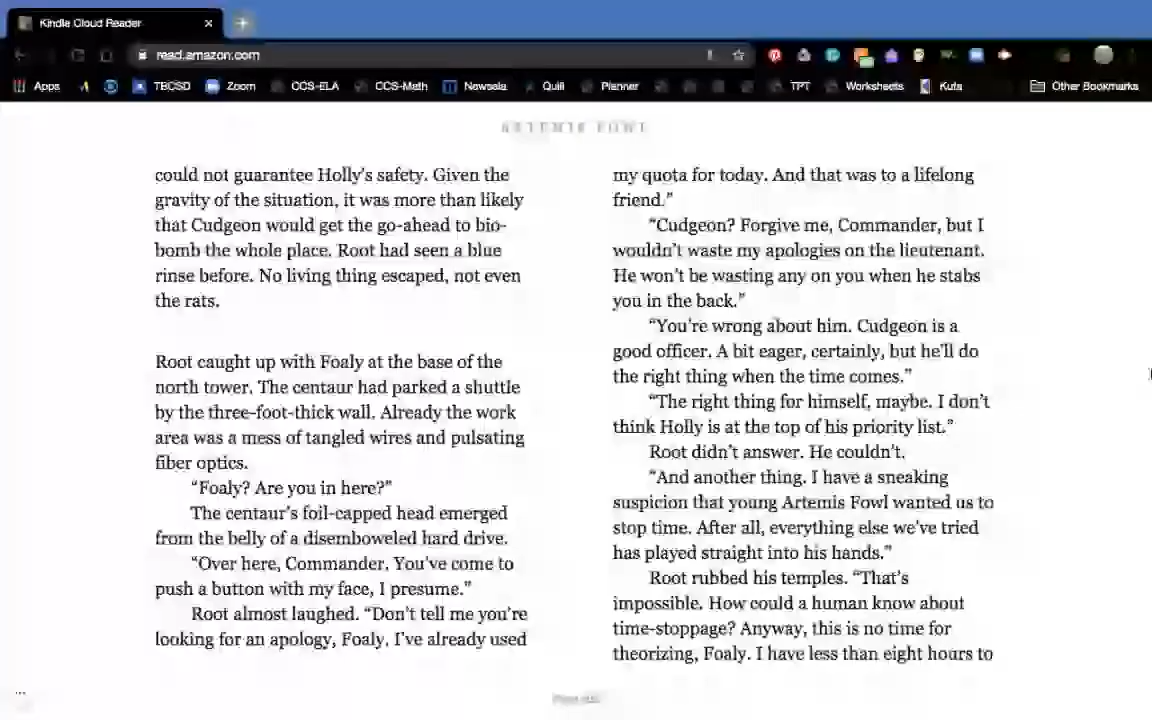 Kindle Cloud Reader
read.amazon.com
Apps TBCSD Zoom CCS-ELA CCS-Math Newsela Quill Planner TPT Worksheets Kuta Other Bookmarks
ARTEMIS FOWL
could not guarantee Holly's safety. Given the
gravity of the situation, it was more than likely
that Cudgeon would get the go-ahead to bio-
bomb the whole place. Root had seen a blue
rinse before. No living thing escaped, not even
the rats.
Root caught up with Foaly at the base of the
north tower. The centaur had parked a shuttle
by the three-foot-thick wall. Already the work
area was a mess of tangled wires and pulsating
fiber optics.
“Foaly? Are you in here?”
The centaur's foil-capped head emerged
from the belly of a disemboweled hard drive.
“Over here, Commander. You've come to
push a button with my face, I presume.”
Root almost laughed. “Don't tell me you're
looking for an apology, Foaly. I've already used
my quota for today. And that was to a lifelong
friend.”
“Cudgeon? Forgive me, Commander, but I
wouldn't waste my apologies on the lieutenant.
He won't be wasting any on you when he stabs
you in the back.”
“You're wrong about him. Cudgeon is a
good officer. A bit eager, certainly, but he'll do
the right thing when the time comes.”
“The right thing for himself, maybe. I don't
think Holly is at the top of his priority list.”
Root didn't answer. He couldn't.
“And another thing. I have a sneaking
suspicion that young Artemis Fowl wanted us to
stop time. After all, everything else we've tried
has played straight into his hands.”
Root rubbed his temples. “That's
impossible. How could a human know about
time-stoppage? Anyway, this is no time for
theorizing, Foaly. I have less than eight hours to